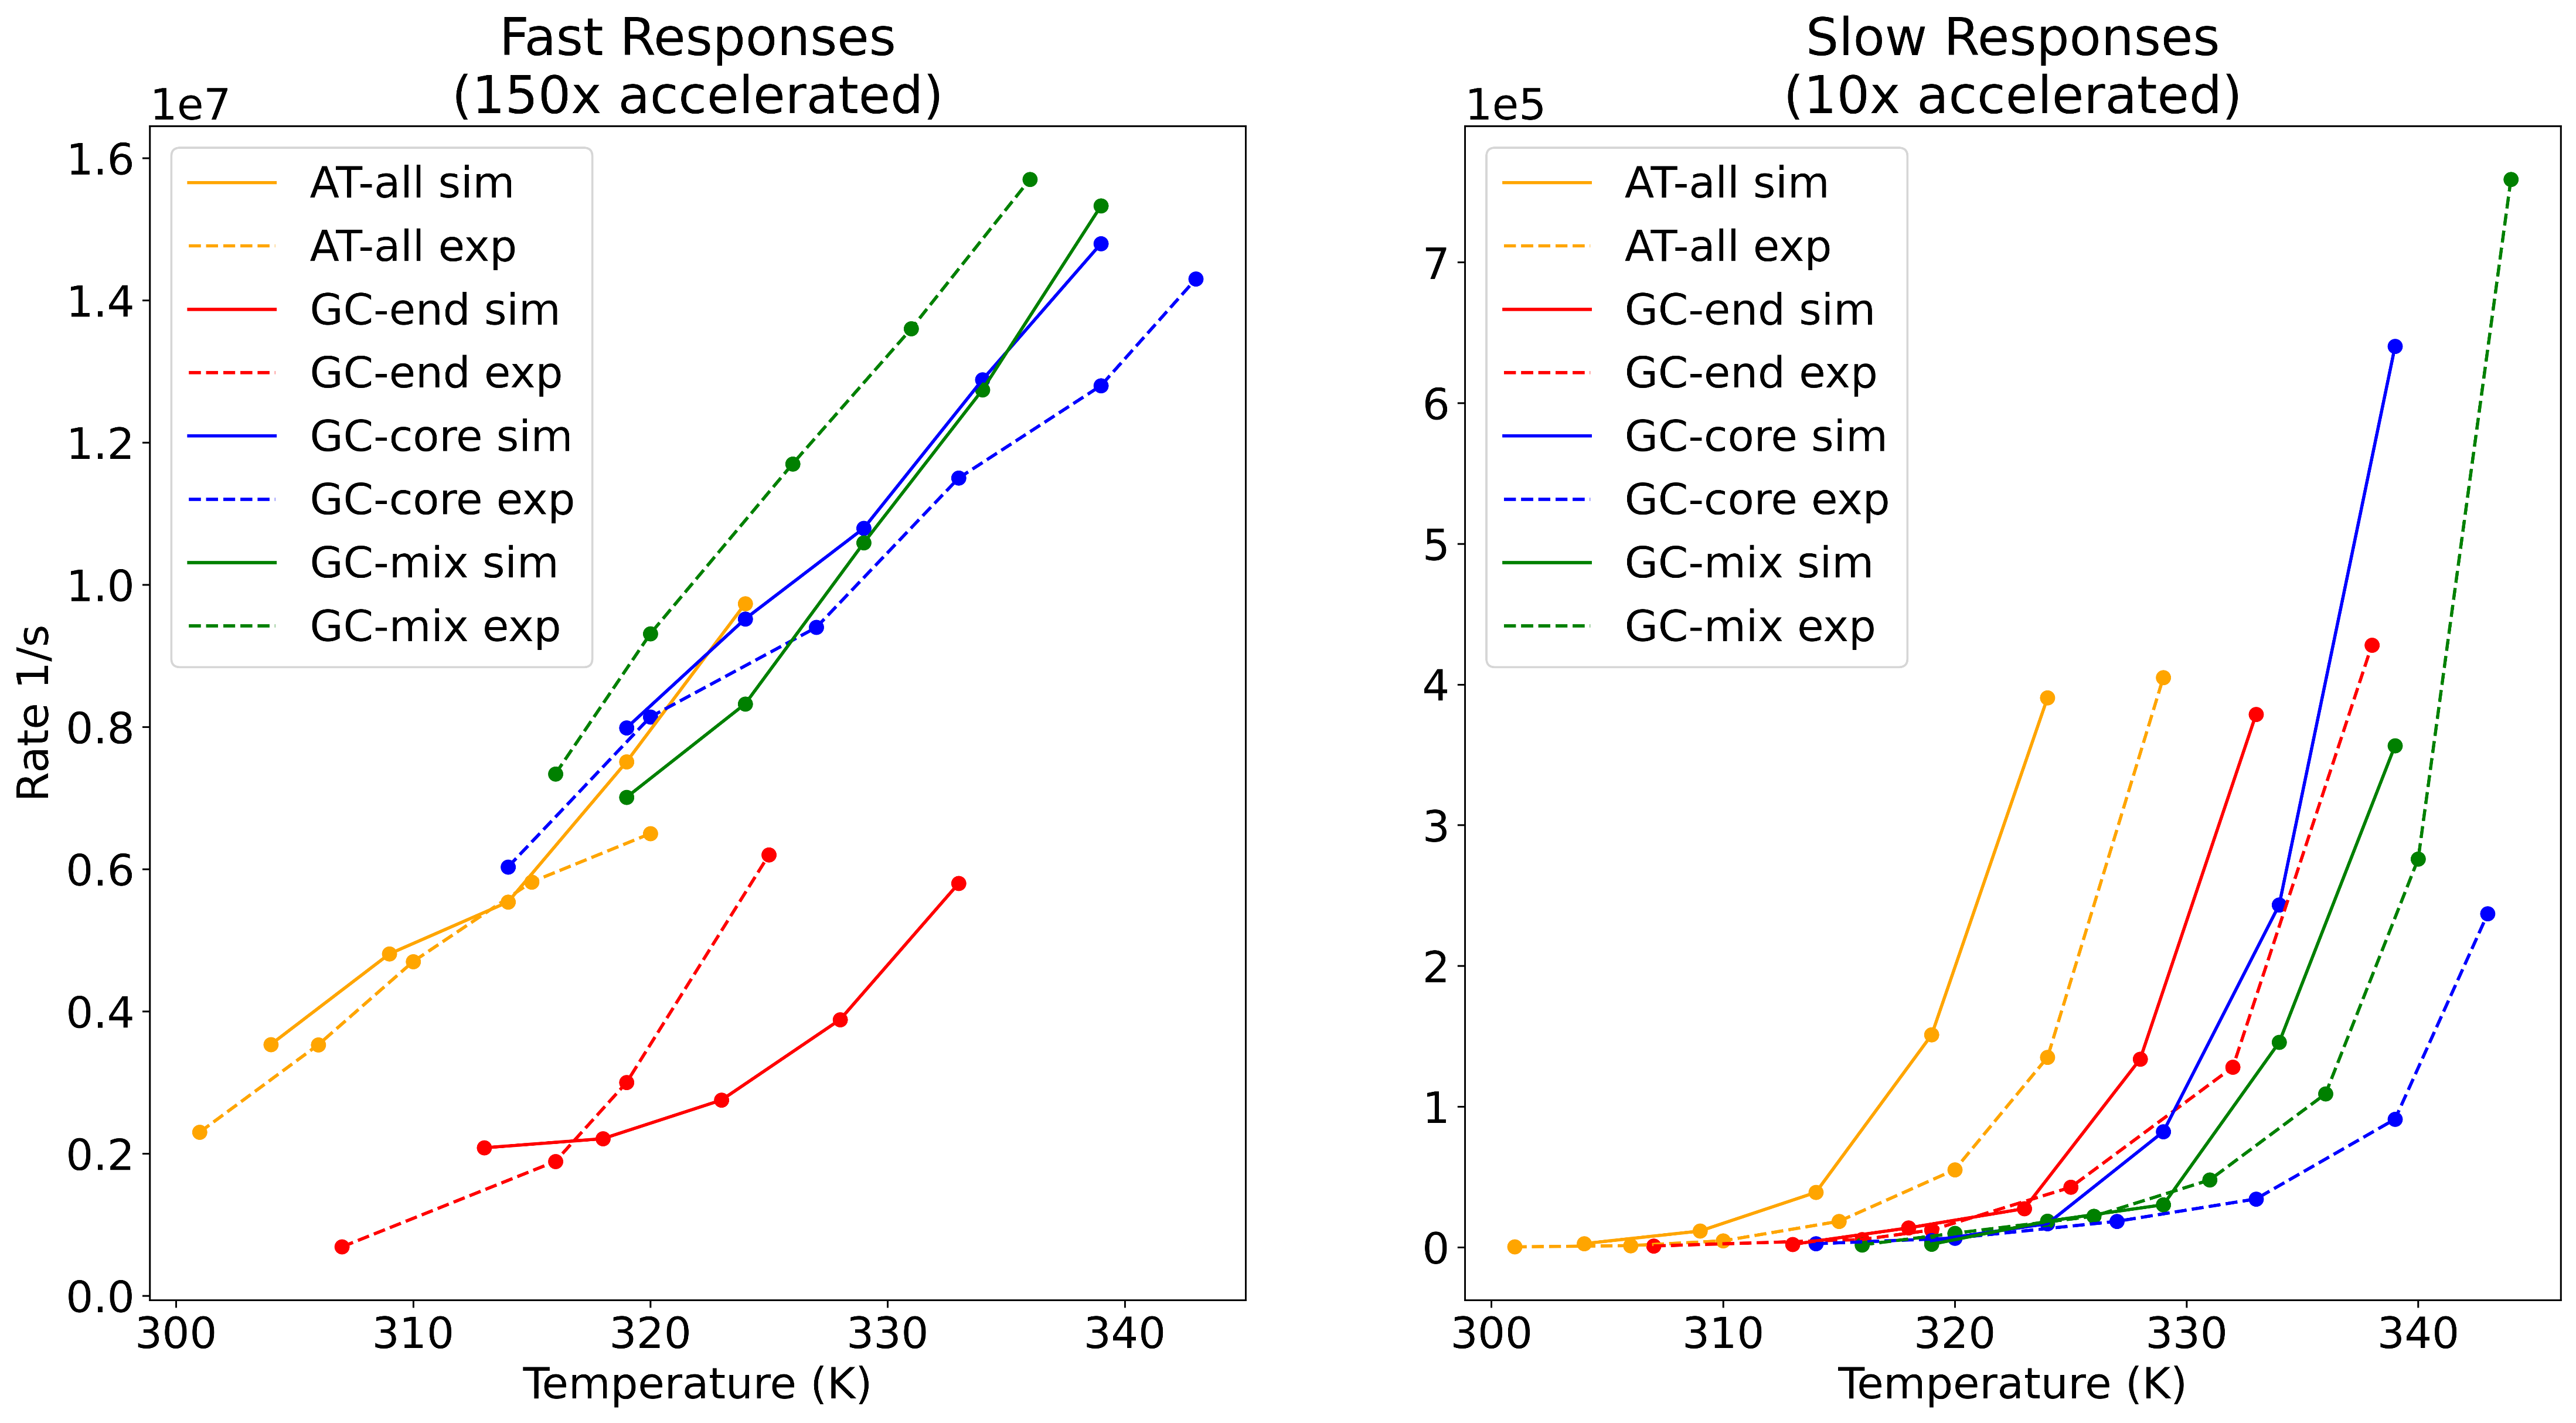 Fast Responses
(150x accelerated)
1e7
1.6
1.4
1.2
1.0
0.8
0.6
0.4
0.2
0.0
Rate 1/s
AT-all sim
AT-all exp
GC-end sim
GC-end exp
GC-core sim
GC-core exp
GC-mix sim
GC-mix exp
300 310 320 330 340
Temperature (K)
Slow Responses
(10x accelerated)
1e5
7
6
5
4
3
2
1
0
AT-all sim
AT-all exp
GC-end sim
GC-end exp
GC-core sim
GC-core exp
GC-mix sim
GC-mix exp
300 310 320 330 340
Temperature (K)